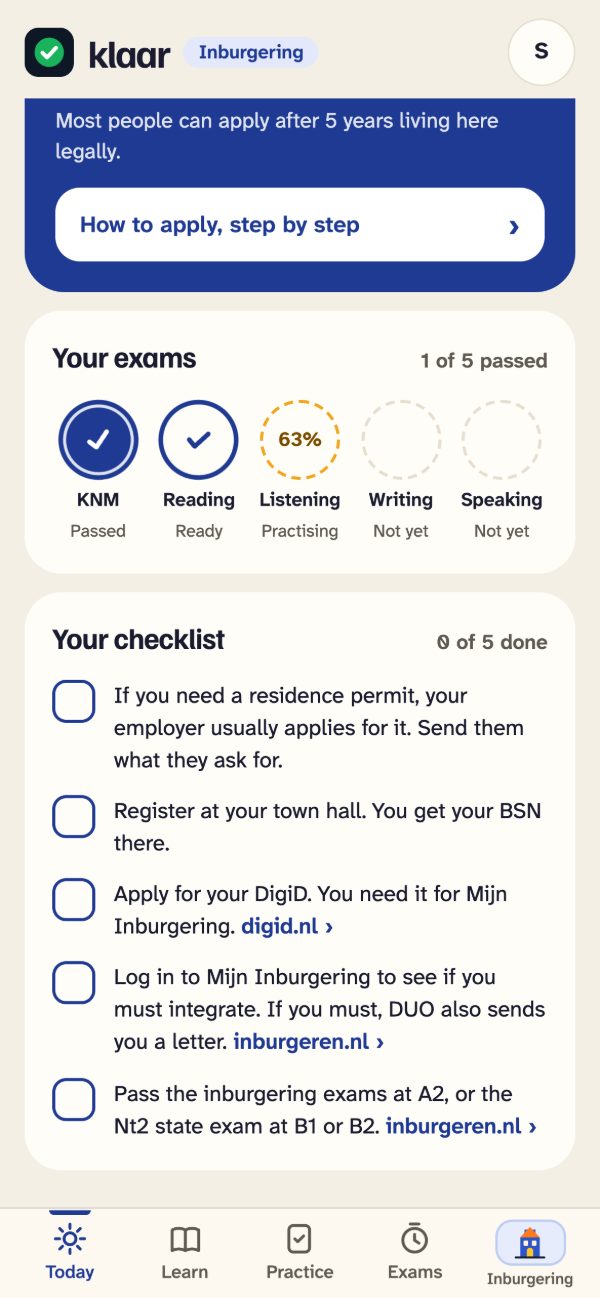 klaar
Inburgering
S
Most people can apply after 5 years living here
legally.
How to apply, step by step ›
Your exams
1 of 5 passed
63%
KNM Reading Listening Writing Speaking
Passed Ready Practising Not yet Not yet
Your checklist
0 of 5 done
If you need a residence permit, your
employer usually applies for it. Send them
what they ask for.
Register at your town hall. You get your BSN
there.
Apply for your DigiD. You need it for Mijn
Inburgering. digid.nl ›
Log in to Mijn Inburgering to see if you
must integrate. If you must, DUO also sends
you a letter. inburgeren.nl ›
Pass the inburgering exams at A2, or the
Nt2 state exam at B1 or B2. inburgeren.nl ›
Today Learn Practice Exams Inburgering